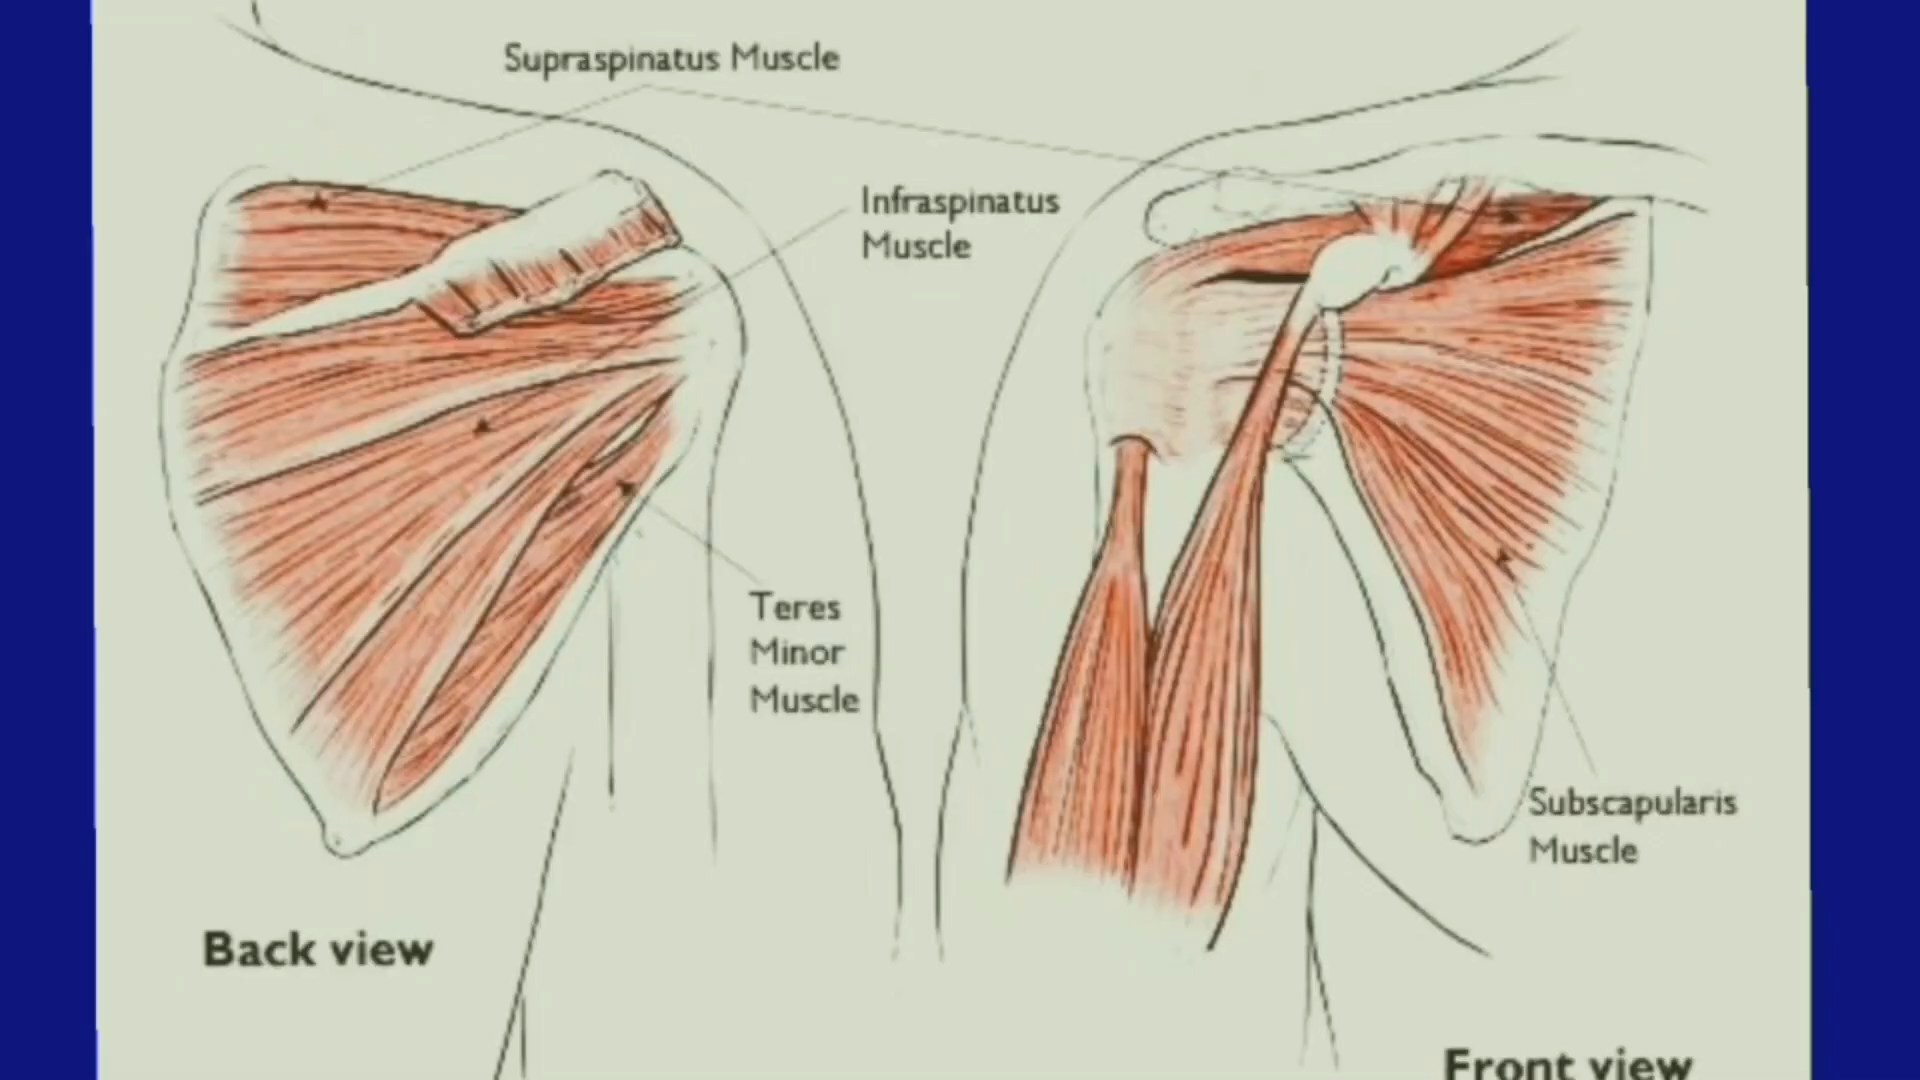 Supraspinatus Muscle
Infraspinatus
Muscle
Teres
Minor
Muscle
Subscapularis
Muscle
Back view
Front view